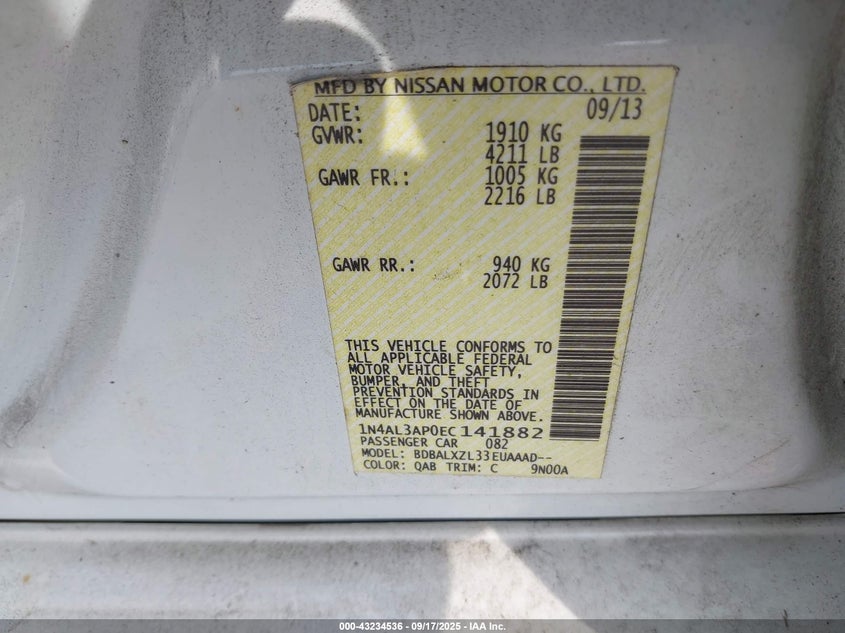 MFD BY NISSAN MOTOR CO., LTD.
DATE: 09/13
GVWR: 1910 KG
4211 LB
GAWR FR.: 1005 KG
2216 LB
GAWR RR.: 940 KG
2072 LB
THIS VEHICLE CONFORMS TO
ALL APPLICABLE FEDERAL
MOTOR VEHICLE SAFETY,
BUMPER, AND THEFT
PREVENTION STANDARDS IN
EFFECT ON THE DATE OF
MANUFACTURE SHOWN ABOVE.
1N4AL3AP0EC141882
PASSENGER CAR 082
MODEL: BDBALXZL33EUAAAD--
COLOR: QAB TRIM: C 9N00A
000-43234536 - 09/17/2025 - IAA, Inc.